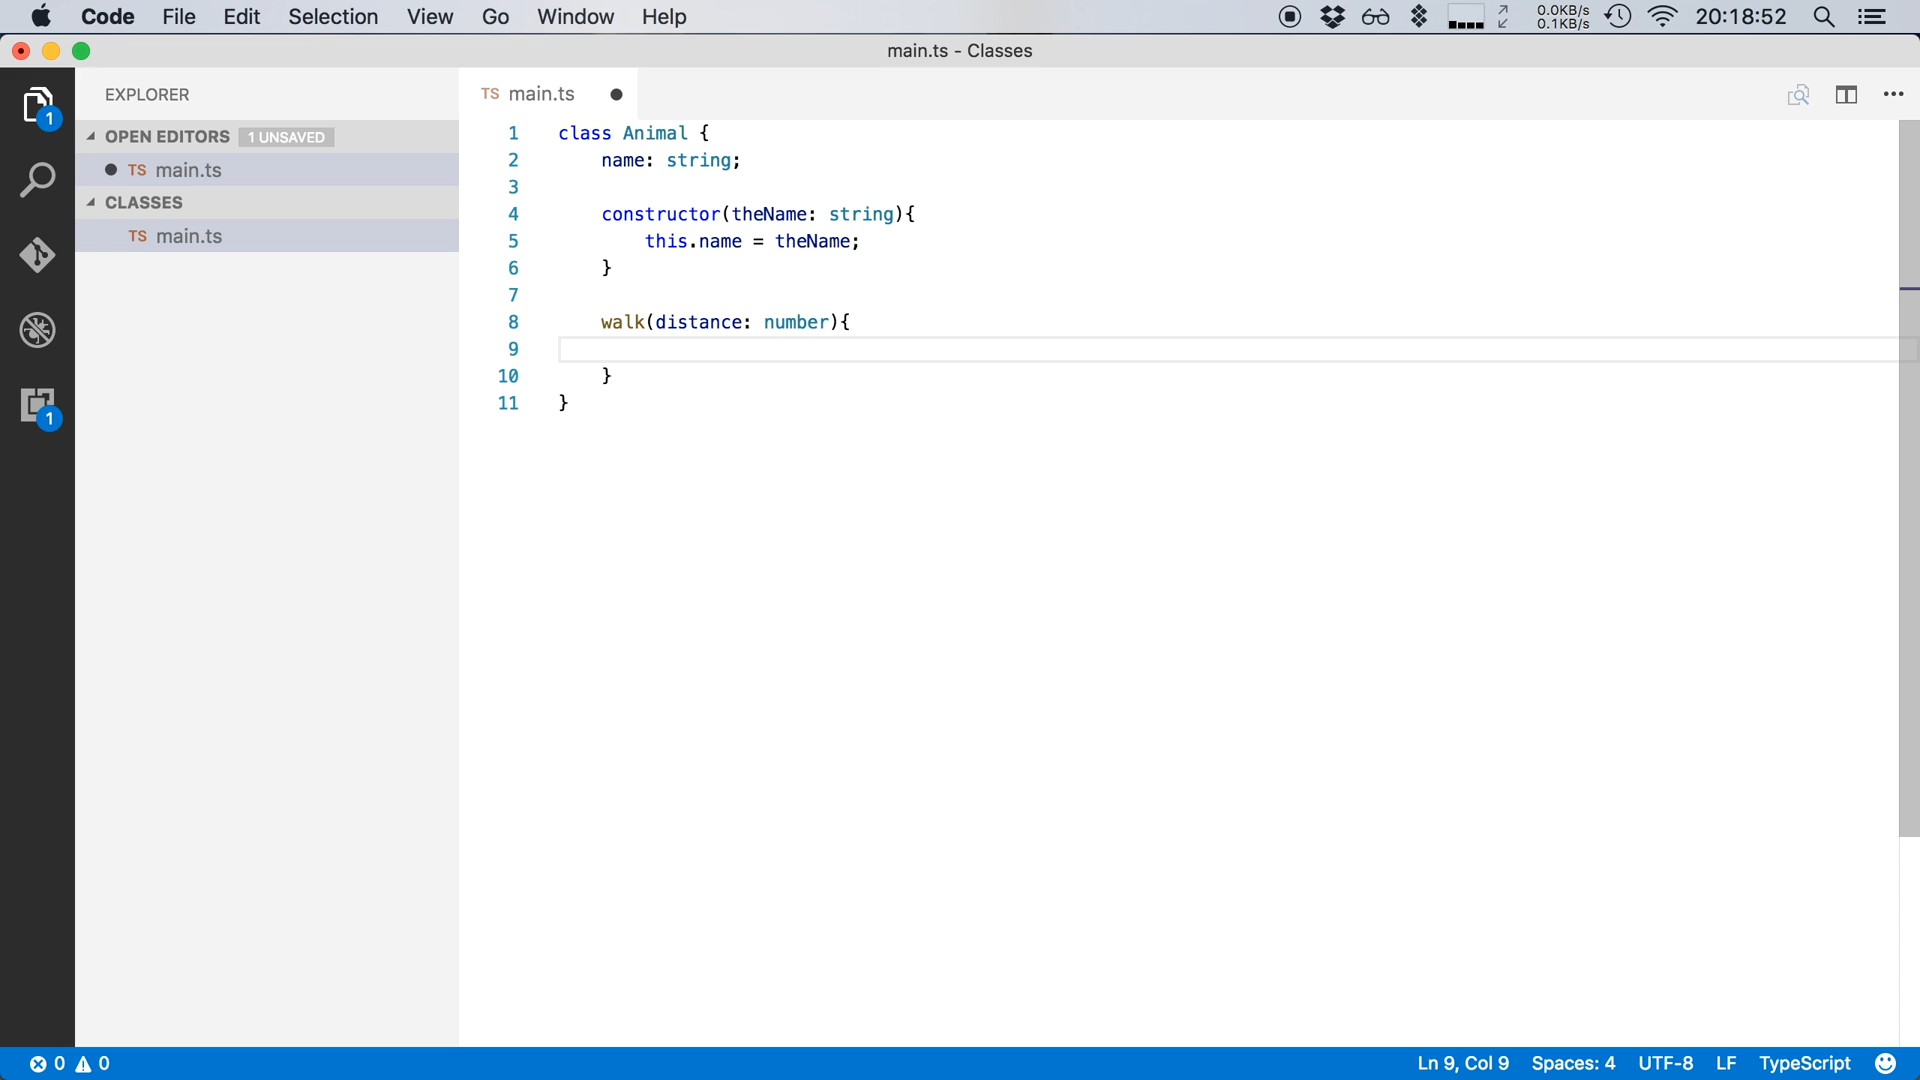 Code File Edit Selection View Go Window Help
0.0KB/s
0.1KB/s
20:18:52
main.ts - Classes
EXPLORER
OPEN EDITORS 1 UNSAVED
TS main.ts
CLASSES
TS main.ts
1
1
TS main.ts
1 class Animal {
2 name: string;
3
4 constructor(theName: string){
5 this.name = theName;
6 }
7
8 walk(distance: number){
9
10 }
11 }
0 0
Ln 9, Col 9 Spaces: 4 UTF-8 LF TypeScript